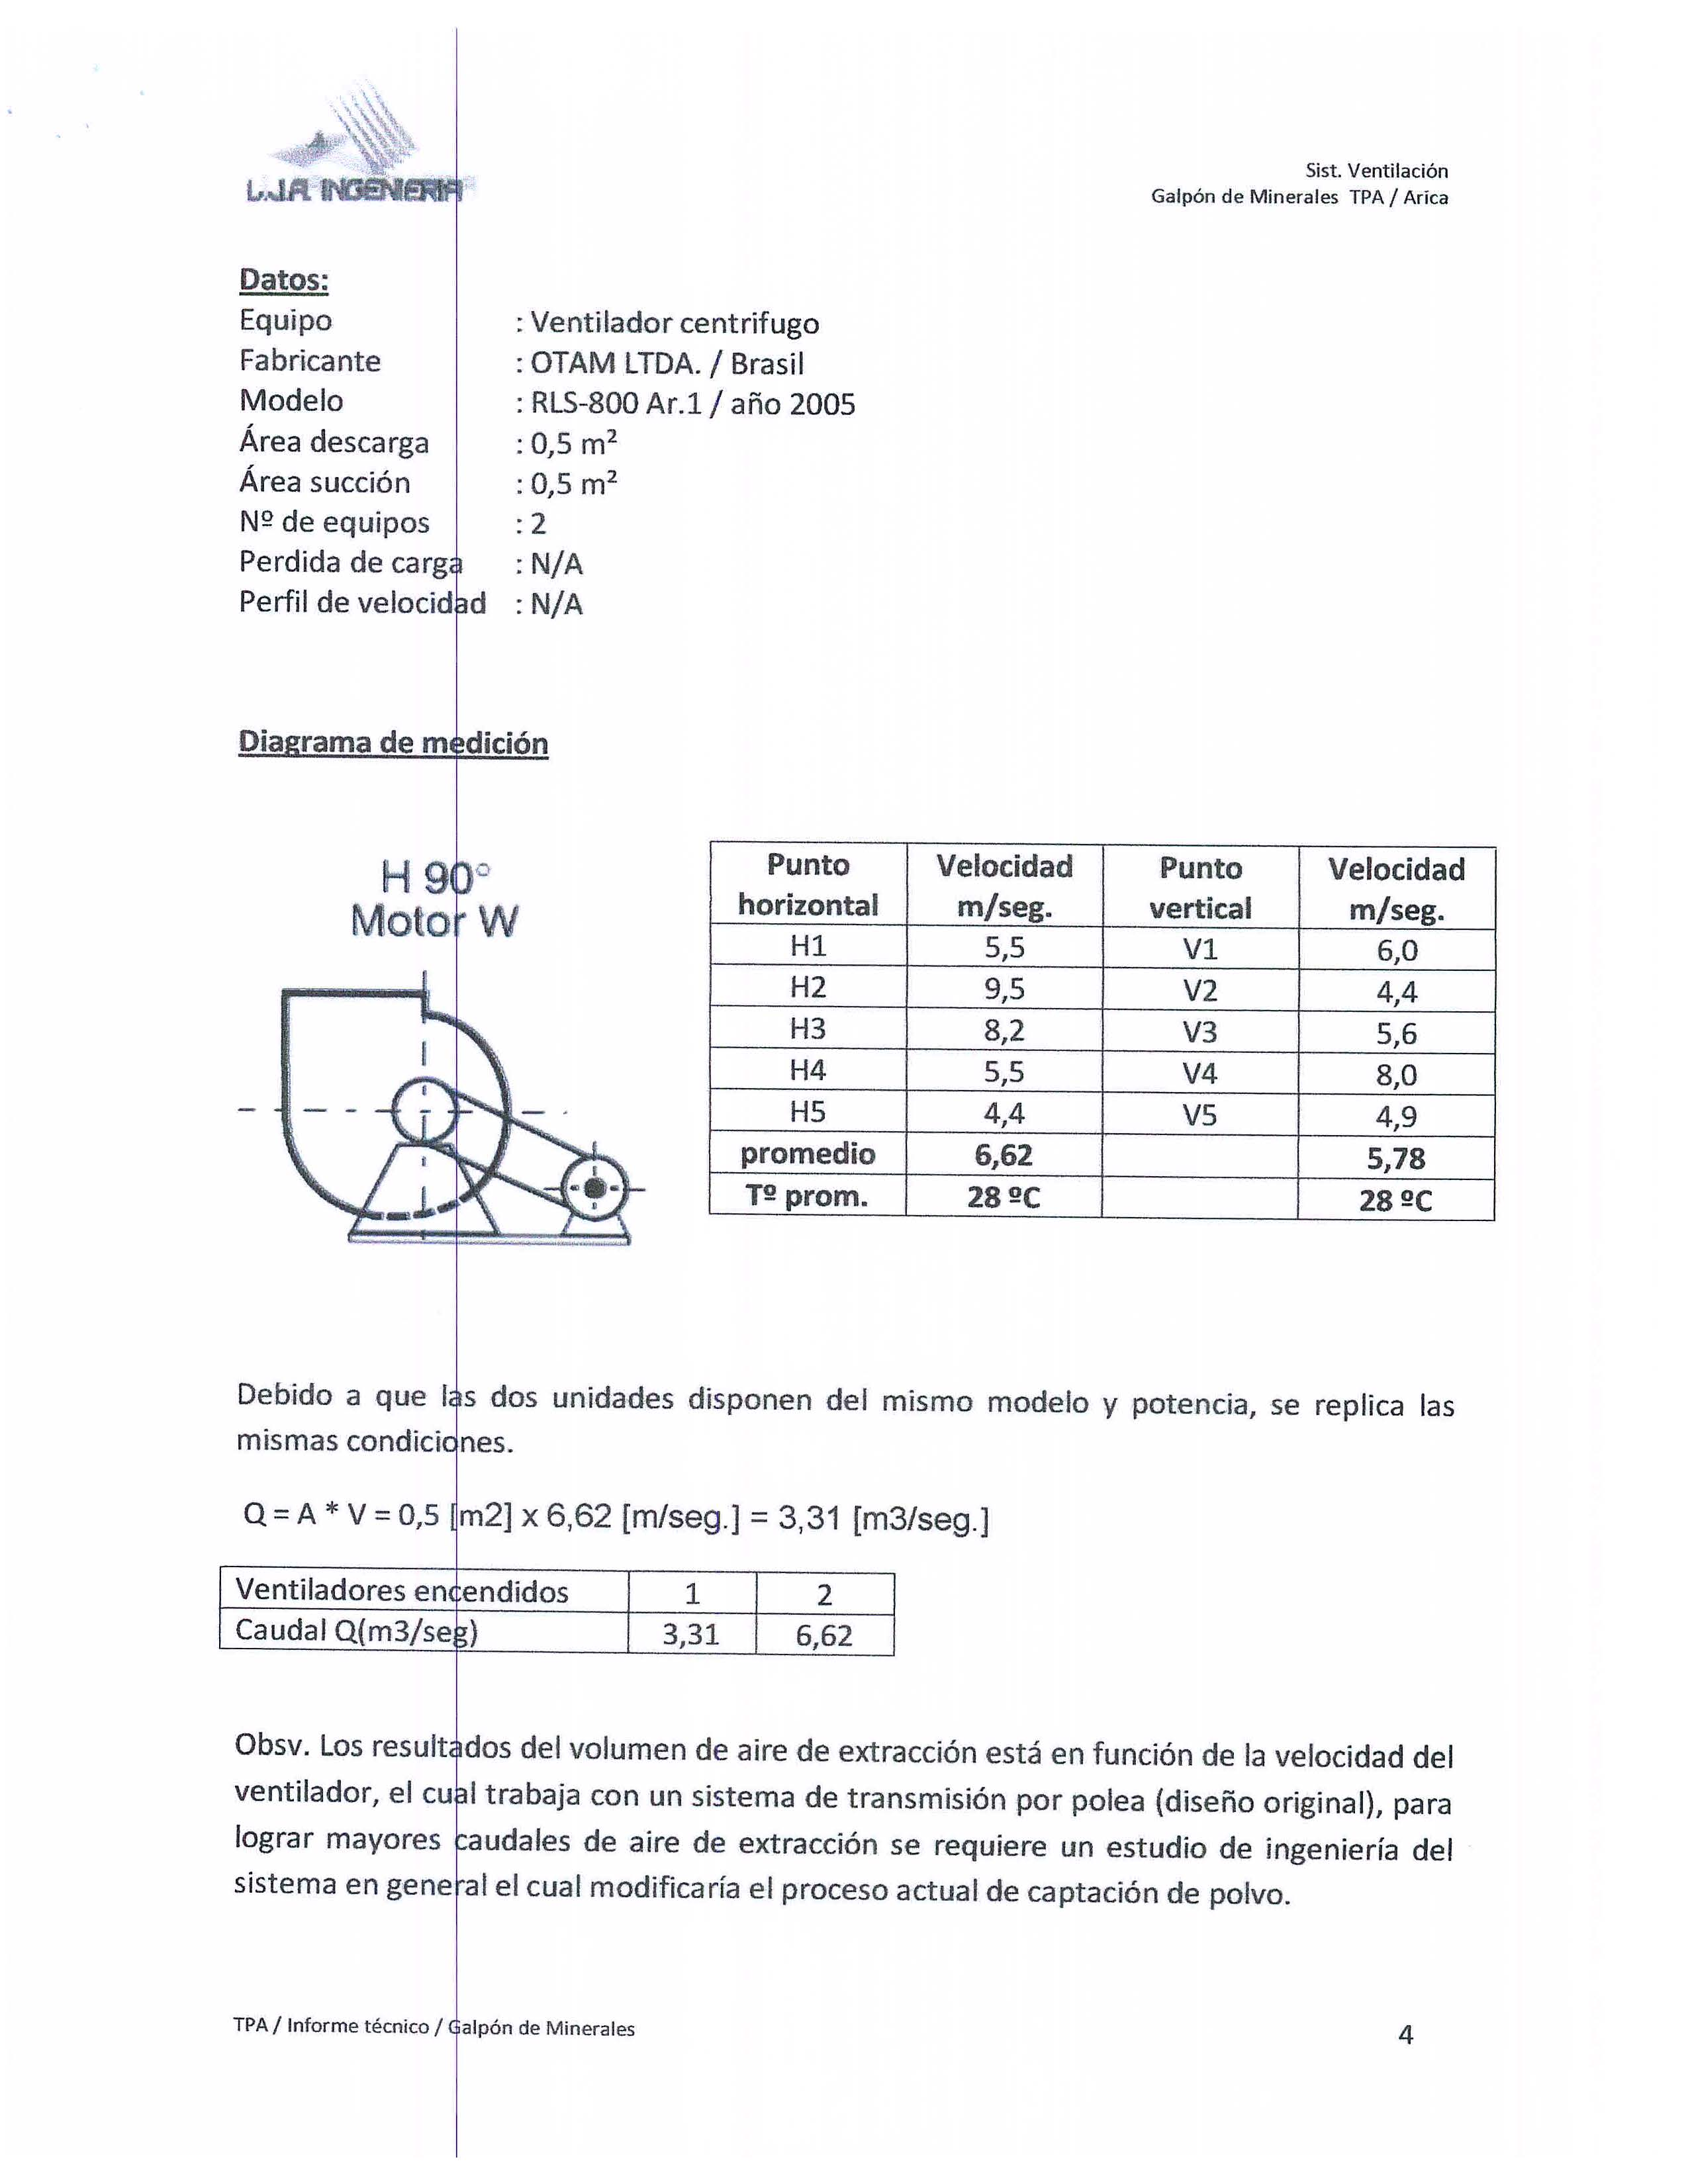 L.J.A. INGENIERIA
Sist. Ventilación
Galpón de Minerales TPA / Arica
Datos:
Equipo : Ventilador centrifugo
Fabricante : OTAM LTDA. / Brasil
Modelo : RLS-800 Ar.1 / año 2005
Área descarga : 0,5 m²
Área succión : 0,5 m²
Nº de equipos : 2
Perdida de carga : N/A
Perfil de velocidad : N/A
Diagrama de medición
H 90°
Motor W
Punto horizontal Velocidad m/seg. Punto vertical Velocidad m/seg.
H1 5,5 V1 6,0
H2 9,5 V2 4,4
H3 8,2 V3 5,6
H4 5,5 V4 8,0
H5 4,4 V5 4,9
promedio 6,62 5,78
Tº prom. 28 ºC 28 ºC
Debido a que las dos unidades disponen del mismo modelo y potencia, se replica las
mismas condiciones.
Q = A * V = 0,5 [m2] x 6,62 [m/seg.] = 3,31 [m3/seg.]
Ventiladores encendidos 1 2
Caudal Q(m3/seg) 3,31 6,62
Obsv. Los resultados del volumen de aire de extracción está en función de la velocidad del
ventilador, el cual trabaja con un sistema de transmisión por polea (diseño original), para
lograr mayores caudales de aire de extracción se requiere un estudio de ingeniería del
sistema en general el cual modificaría el proceso actual de captación de polvo.
TPA / Informe técnico / Galpón de Minerales
4